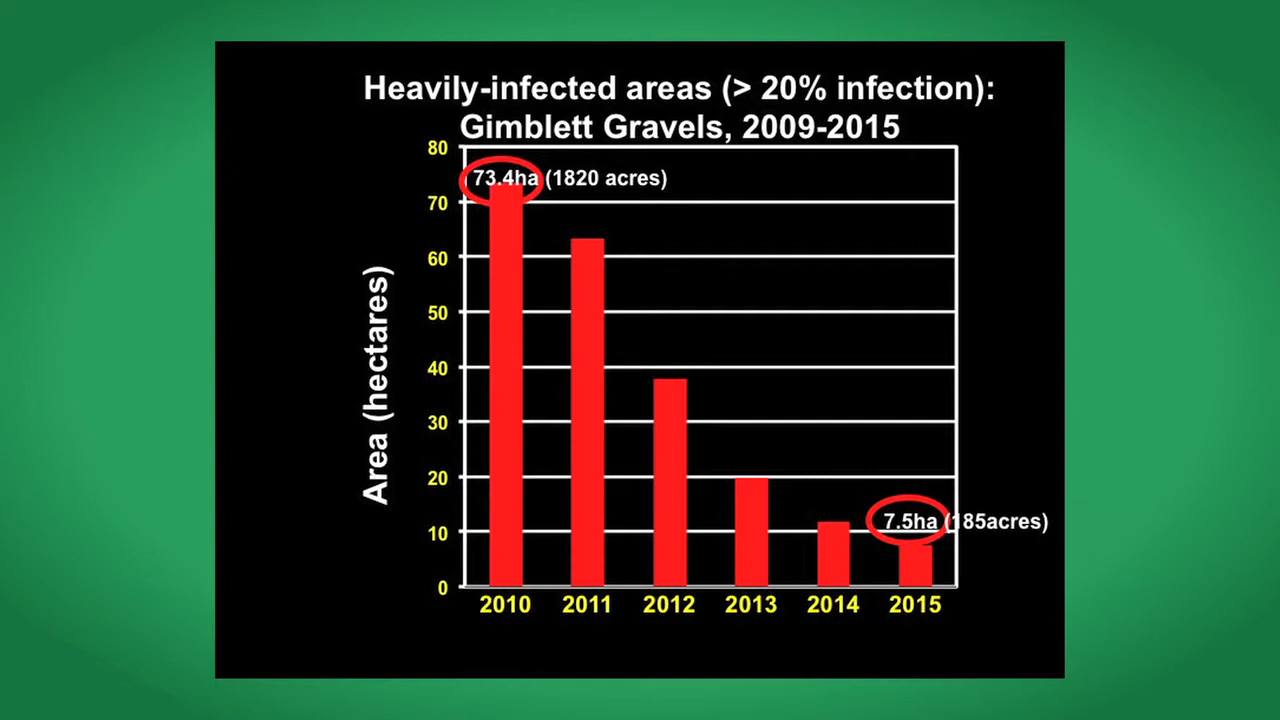 Heavily-infected areas (> 20% infection):
Gimblett Gravels, 2009-2015
80
73.4ha (1820 acres)
70
60
50
40
30
20
7.5ha (185acres)
10
0
Area (hectares)
2010 2011 2012 2013 2014 2015